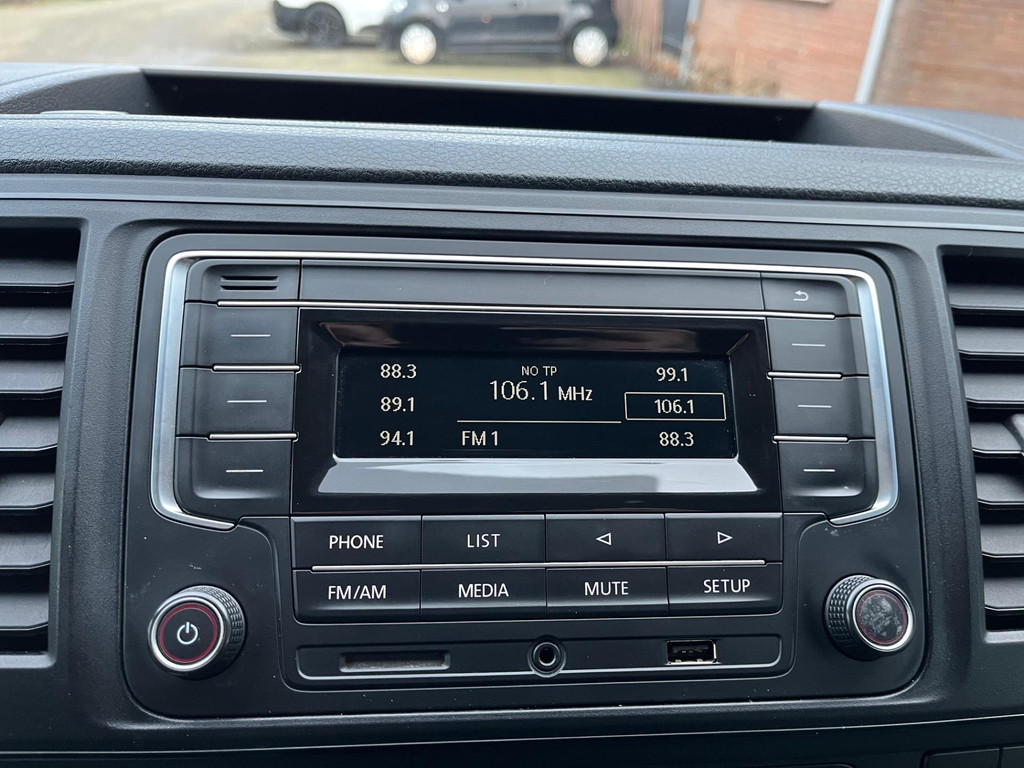 88.3 NO TP 99.1
106.1 MHz
89.1 106.1
94.1 FM 1 88.3
PHONE LIST
FM/AM MEDIA MUTE SETUP